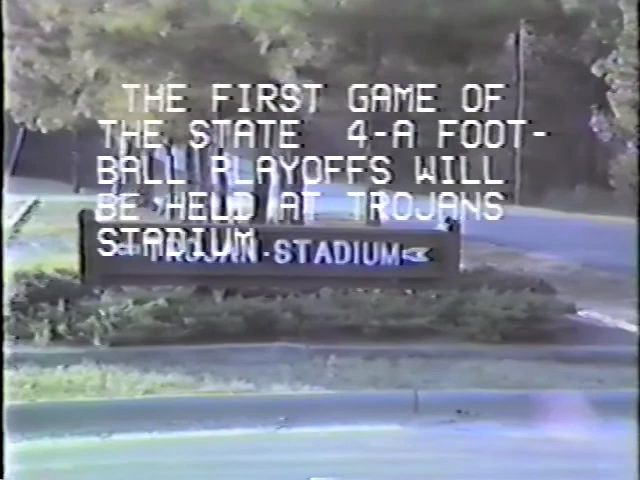 THE FIRST GAME OF
THE STATE 4-A FOOT-
BALL PLAYOFFS WILL
BE HELD AT TROJANS
STADIUM
TROJAN-STADIUM